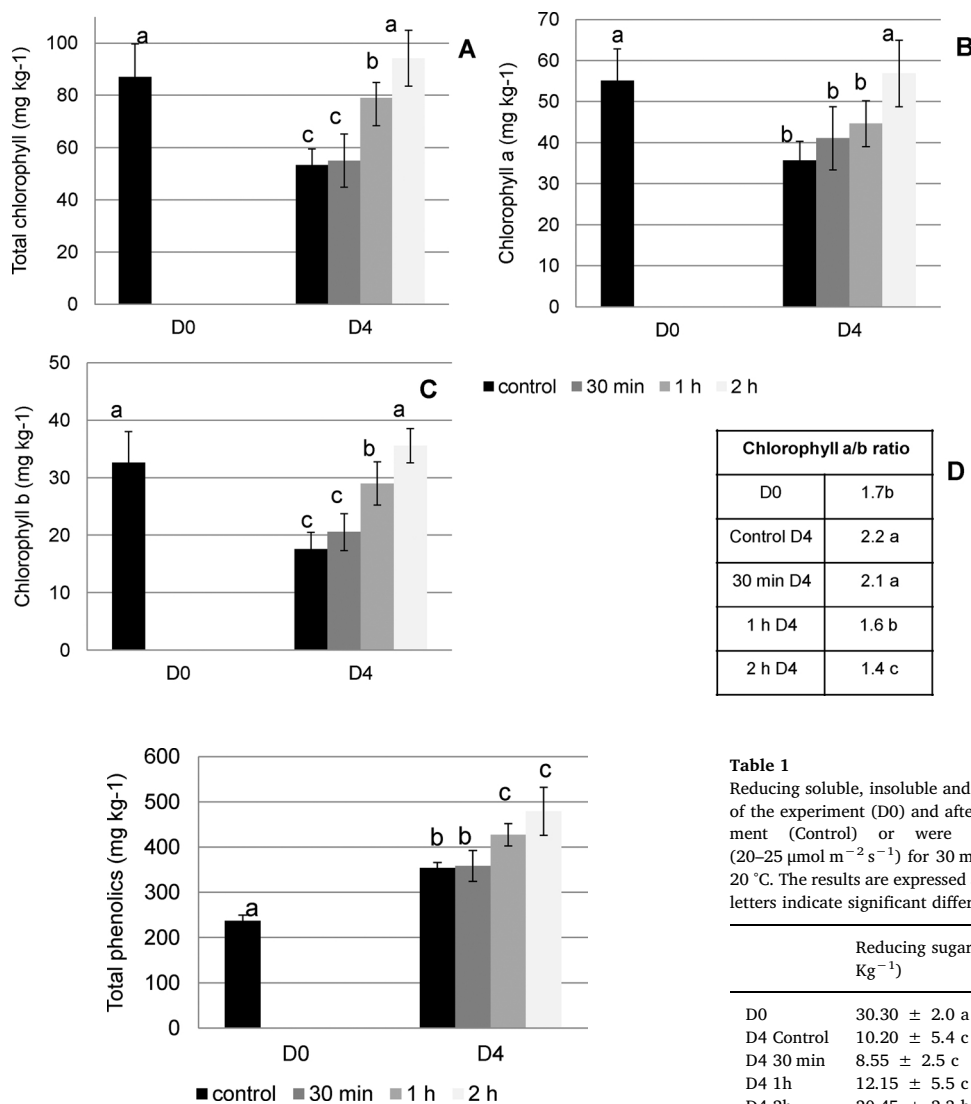 A
Total chlorophyll (mg kg-1)
100
80
60
40
20
0
a
c
c
b
a
D0 D4
B
Chlorophyll a (mg kg-1)
70
60
50
40
30
20
10
0
a
b
b
b
a
D0 D4
C
Chlorophyll b (mg kg-1)
50
40
30
20
10
0
a
c
c
b
a
D0 D4
control 30 min 1 h 2 h
D
Chlorophyll a/b ratio
D0 1.7b
Control D4 2.2 a
30 min D4 2.1 a
1 h D4 1.6 b
2 h D4 1.4 c
Total phenolics (mg kg-1)
600
500
400
300
200
100
0
a
b
b
c
c
D0 D4
control 30 min 1 h 2 h
Table 1
Reducing soluble, insoluble and
of the experiment (D0) and afte
ment (Control) or were
(20–25 μmol m−2 s−1) for 30 m
20 °C. The results are expressed
letters indicate significant differ
Reducing sugar
Kg−1)
D0 30.30 ± 2.0 a
D4 Control 10.20 ± 5.4 c
D4 30 min 8.55 ± 2.5 c
D4 1h 12.15 ± 5.5 c